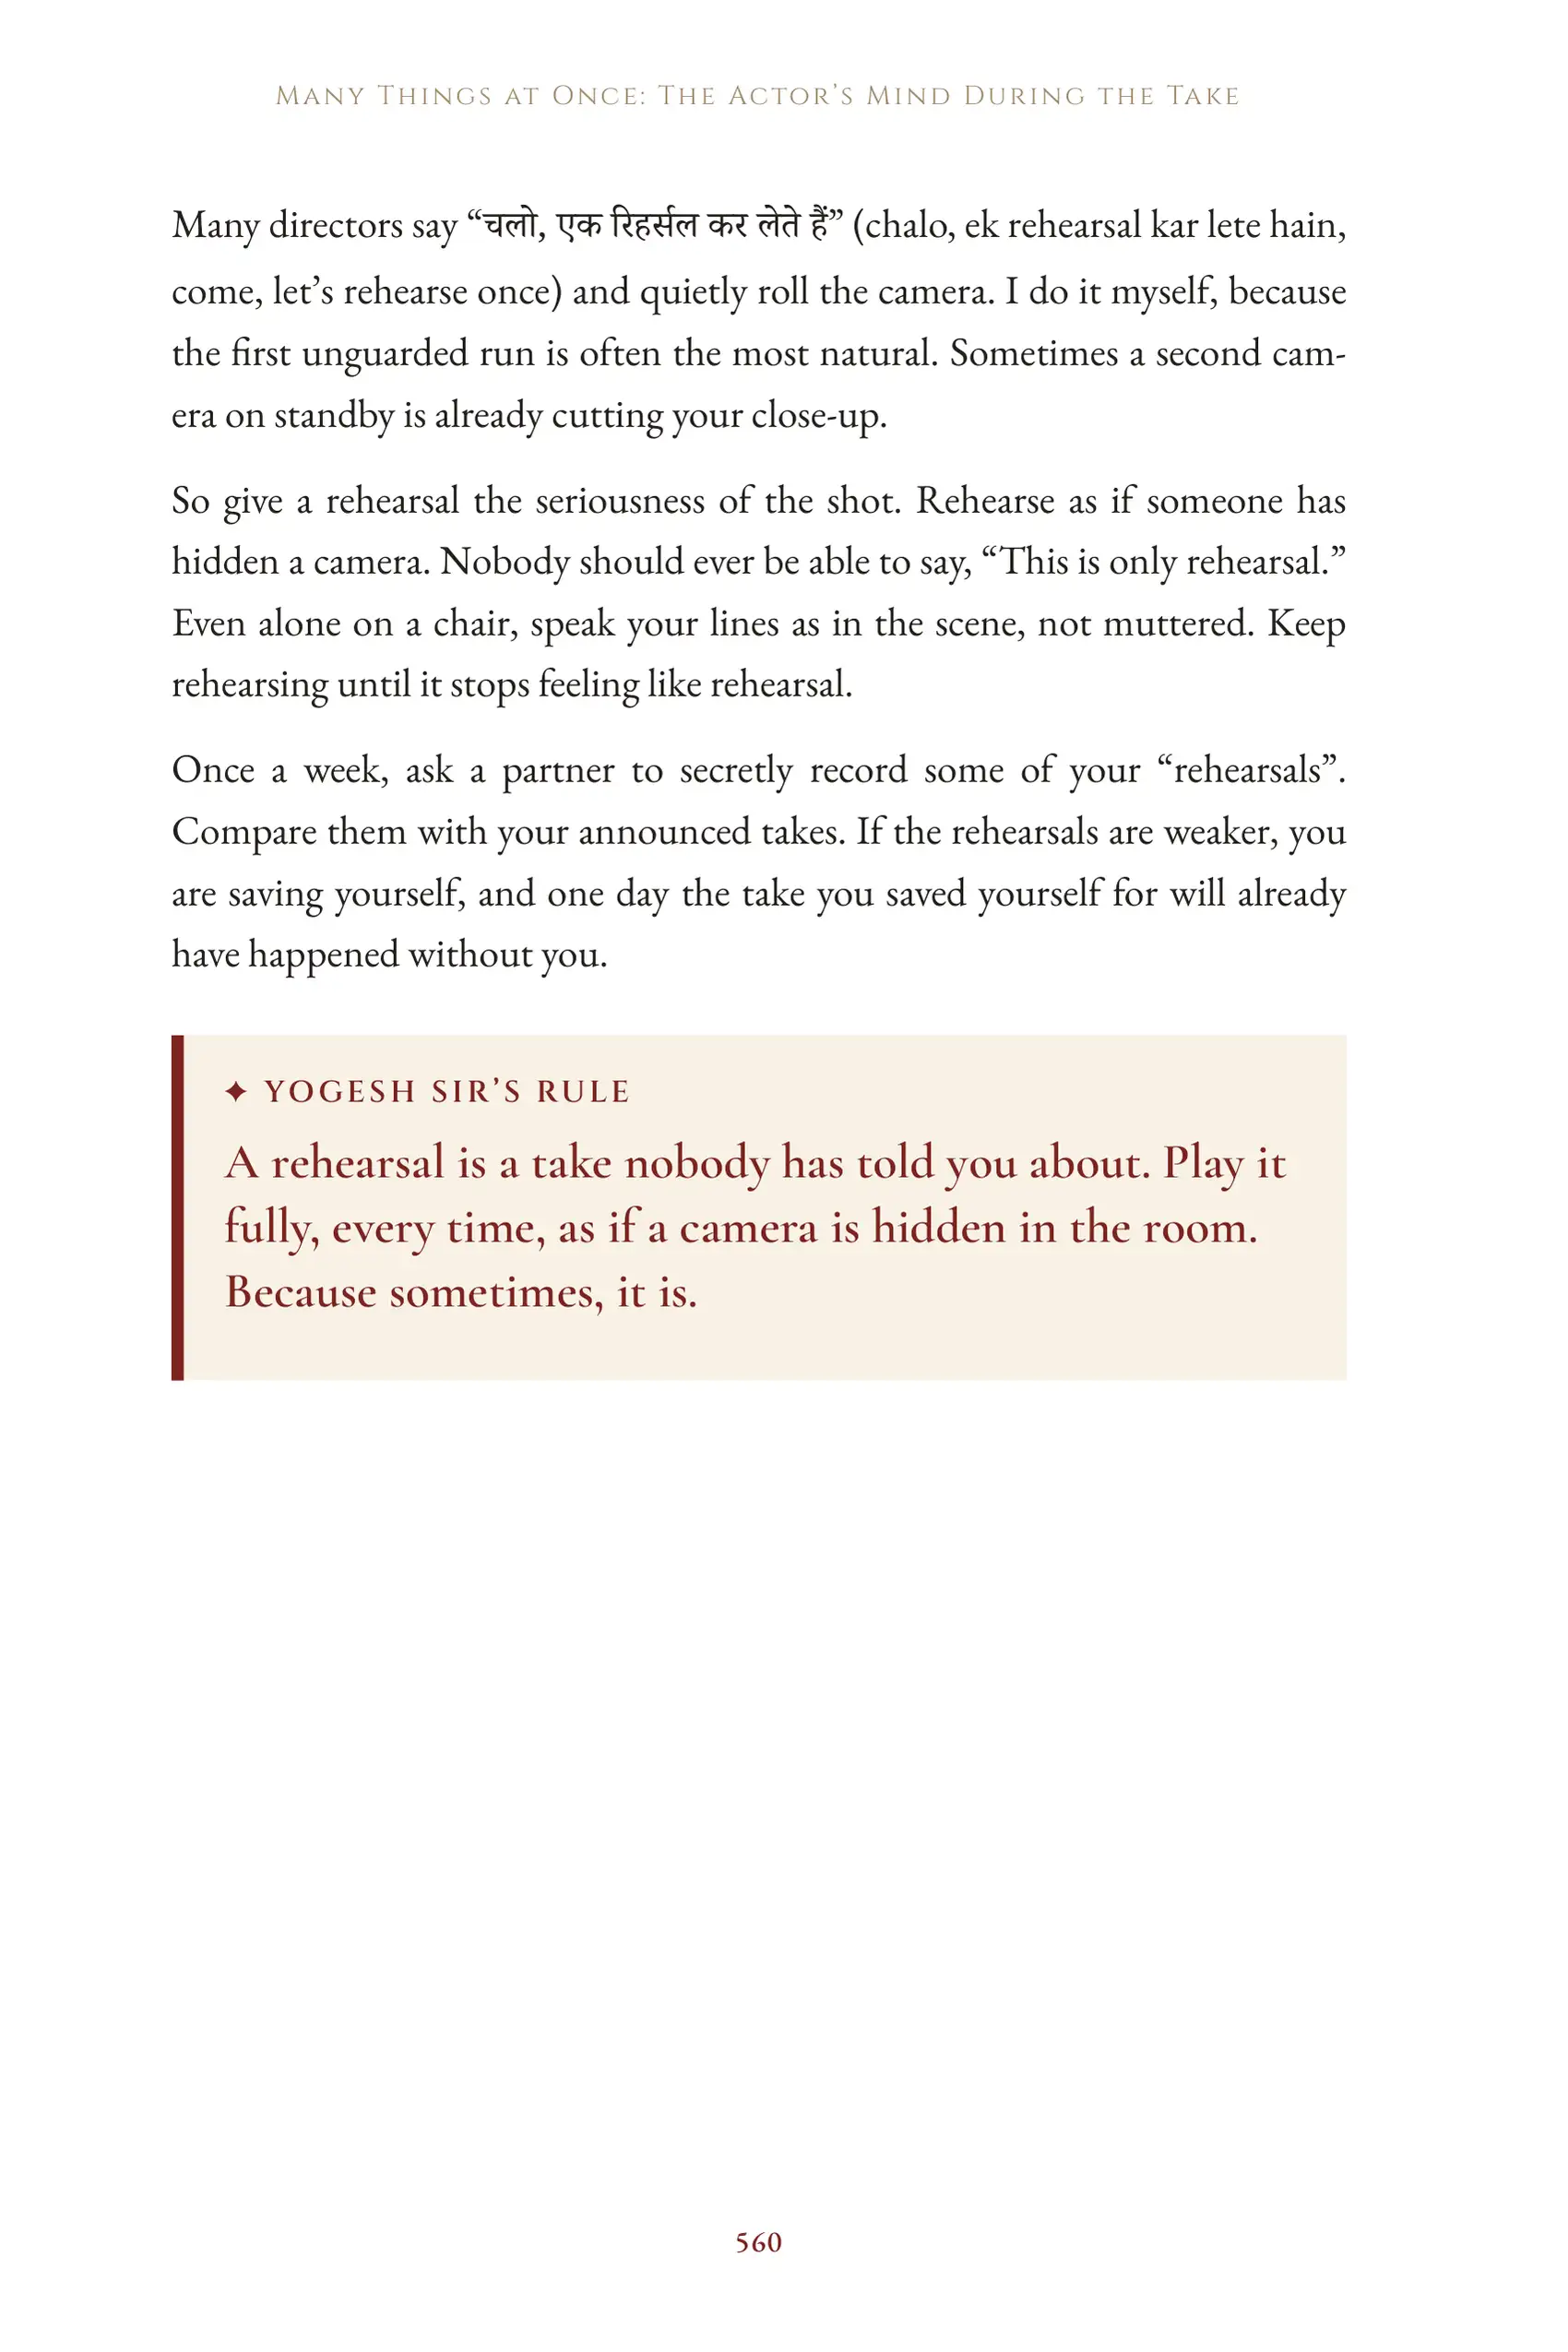 MANY THINGS AT ONCE: THE ACTOR’S MIND DURING THE TAKE
Many directors say “चलो, एक रिहर्सल कर लेते हैं” (chalo, ek rehearsal kar lete hain,
come, let’s rehearse once) and quietly roll the camera. I do it myself, because
the first unguarded run is often the most natural. Sometimes a second cam-
era on standby is already cutting your close-up.
So give a rehearsal the seriousness of the shot. Rehearse as if someone has
hidden a camera. Nobody should ever be able to say, “This is only rehearsal.”
Even alone on a chair, speak your lines as in the scene, not muttered. Keep
rehearsing until it stops feeling like rehearsal.
Once a week, ask a partner to secretly record some of your “rehearsals”.
Compare them with your announced takes. If the rehearsals are weaker, you
are saving yourself, and one day the take you saved yourself for will already
have happened without you.
✦ YOGESH SIR’S RULE
A rehearsal is a take nobody has told you about. Play it
fully, every time, as if a camera is hidden in the room.
Because sometimes, it is.
560